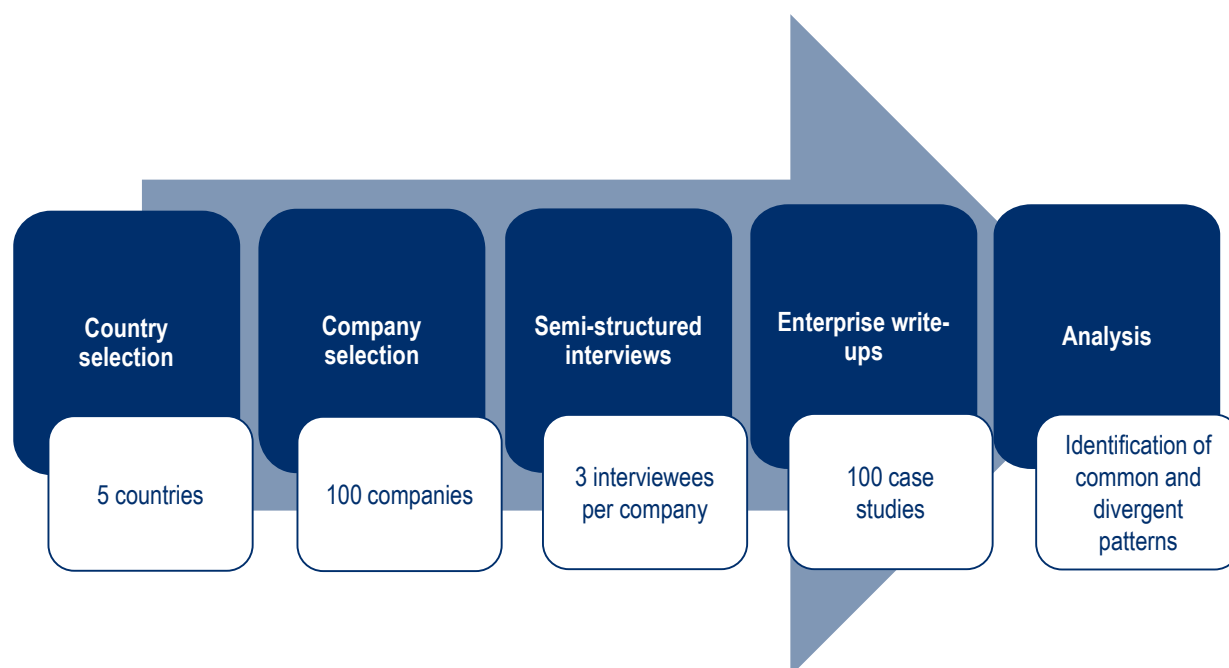 Country
selection
5 countries
Company
selection
100 companies
Semi-structured
interviews
3 interviewees
per company
Enterprise write-
ups
100 case
studies
Analysis
Identification of
common and
divergent
patterns